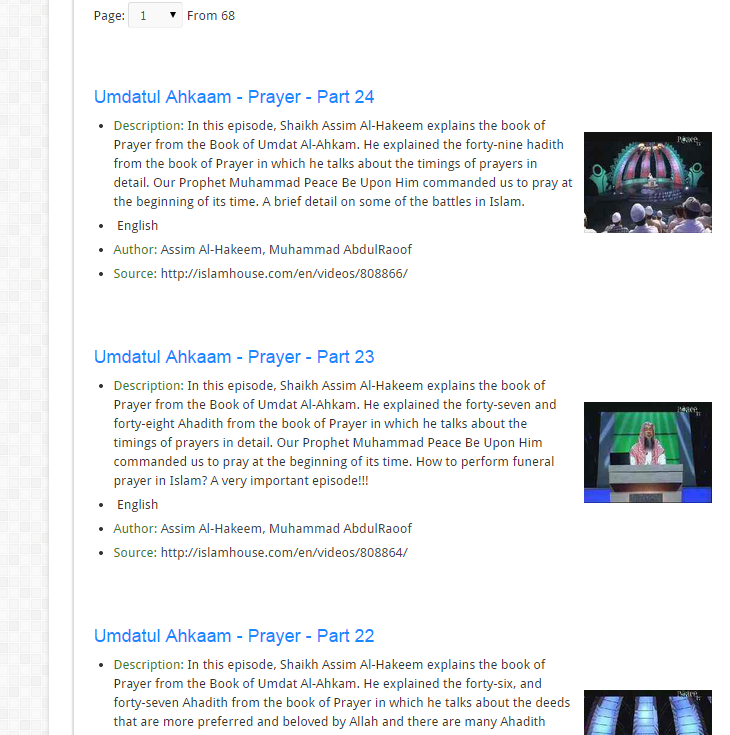 Page: 1 From 68
Umdatul Ahkaam - Prayer - Part 24
Description: In this episode, Shaikh Assim Al-Hakeem explains the book of
Prayer from the Book of Umdat Al-Ahkam. He explained the forty-nine hadith
from the book of Prayer in which he talks about the timings of prayers in
detail. Our Prophet Muhammad Peace Be Upon Him commanded us to pray at
the beginning of its time. A brief detail on some of the battles in Islam.
English
Author: Assim Al-Hakeem, Muhammad AbdulRaoof
Source: http://islamhouse.com/en/videos/808866/
Peace TV
Umdatul Ahkaam - Prayer - Part 23
Description: In this episode, Shaikh Assim Al-Hakeem explains the book of
Prayer from the Book of Umdat Al-Ahkam. He explained the forty-seven and
forty-eight Ahadith from the book of Prayer in which he talks about the
timings of prayers in detail. Our Prophet Muhammad Peace Be Upon Him
commanded us to pray at the beginning of its time. How to perform funeral
prayer in Islam? A very important episode!!!
English
Author: Assim Al-Hakeem, Muhammad AbdulRaoof
Source: http://islamhouse.com/en/videos/808864/
Peace TV
Umdatul Ahkaam - Prayer - Part 22
Description: In this episode, Shaikh Assim Al-Hakeem explains the book of
Prayer from the Book of Umdat Al-Ahkam. He explained the forty-six, and
forty-seven Ahadith from the book of Prayer in which he talks about the deeds
that are more preferred and beloved by Allah and there are many Ahadith
Peace TV